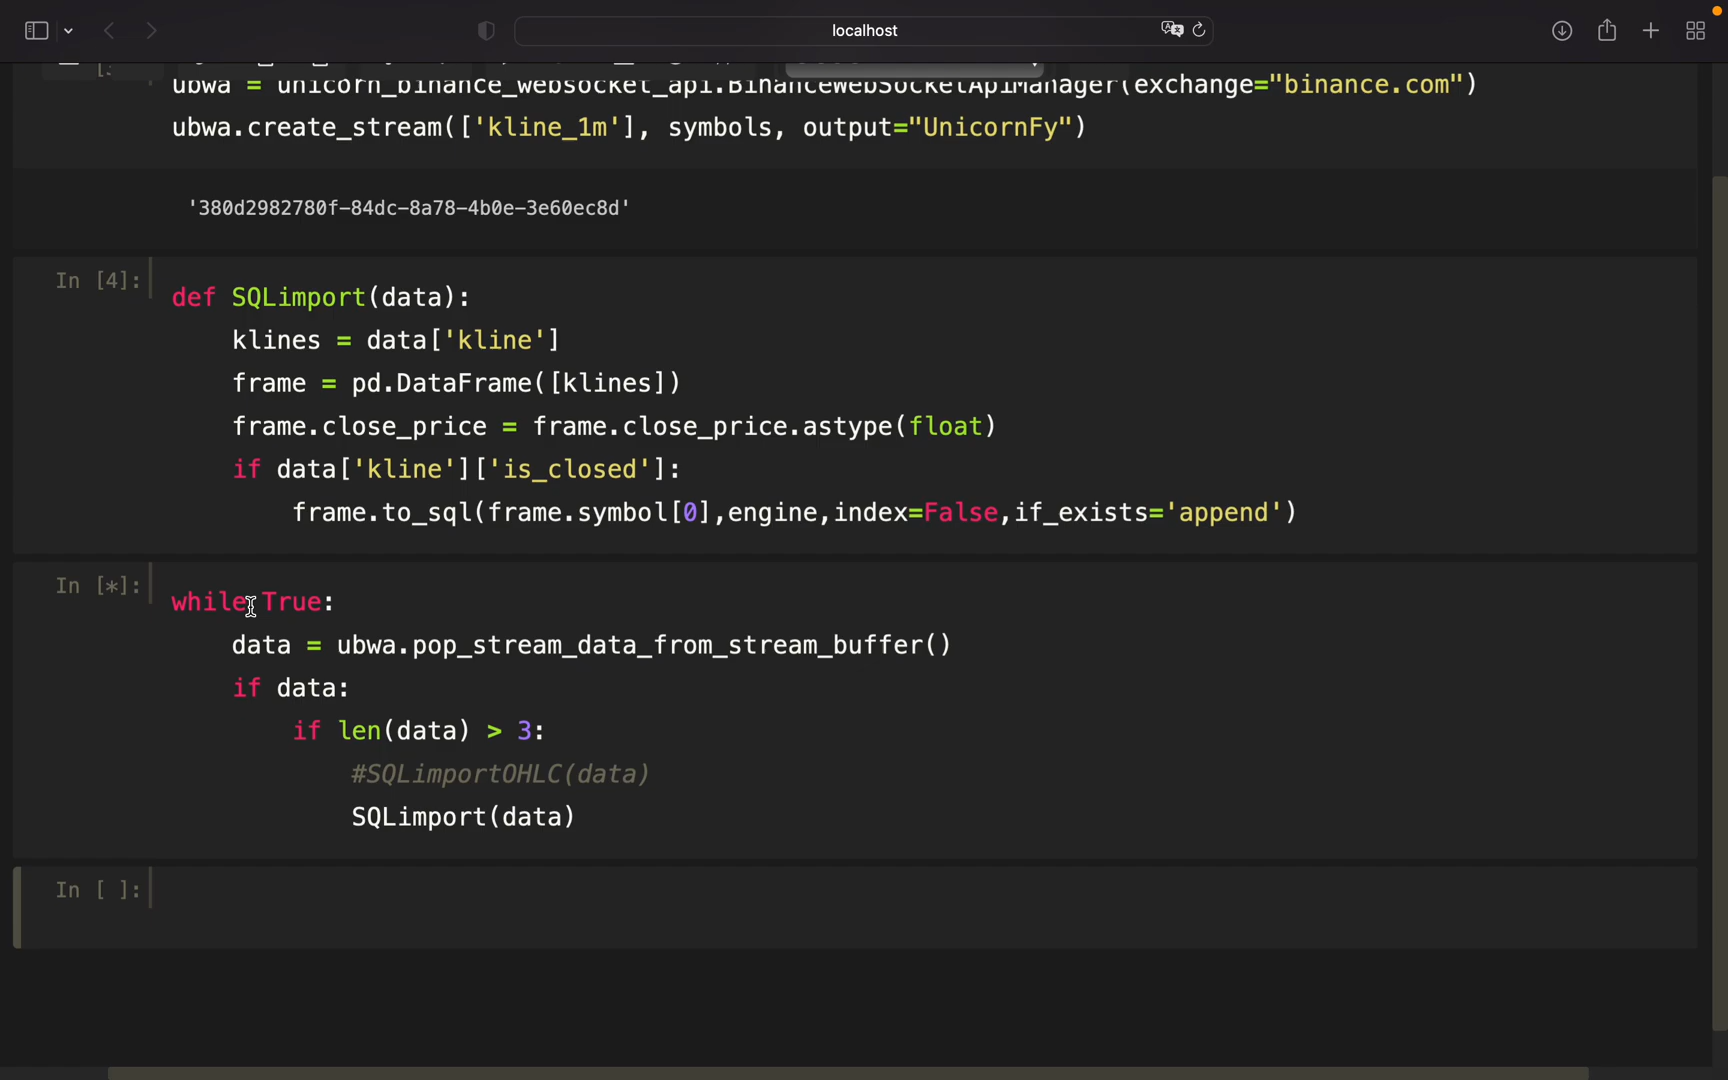 localhost
ubwa = unicorn_binance_websocket_api.BinanceWebSocketApiManager(exchange="binance.com")
ubwa.create_stream(['kline_1m'], symbols, output="UnicornFy")
'380d2982780f-84dc-8a78-4b0e-3e60ec8d'
In [4]:
def SQLimport(data):
klines = data['kline']
frame = pd.DataFrame([klines])
frame.close_price = frame.close_price.astype(float)
if data['kline']['is_closed']:
frame.to_sql(frame.symbol[0],engine,index=False,if_exists='append')
In [*]:
while True:
data = ubwa.pop_stream_data_from_stream_buffer()
if data:
if len(data) > 3:
#SQLimportOHLC(data)
SQLimport(data)
In [ ]: